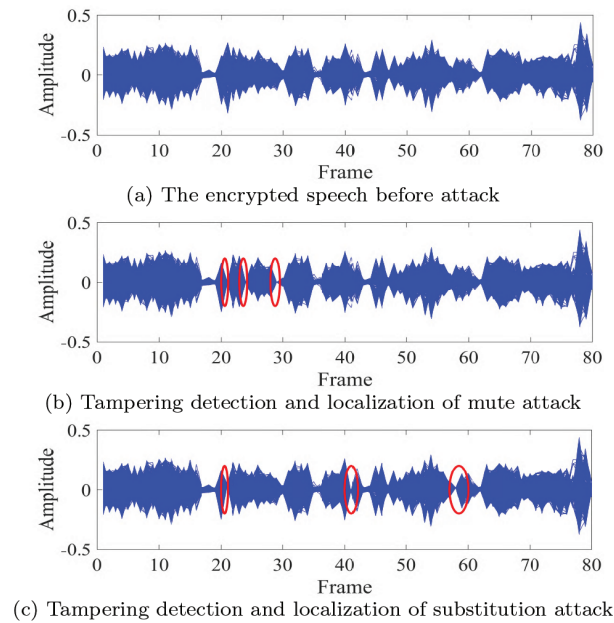 0.5
0
-0.5
Amplitude
0 10 20 30 40 50 60 70 80
Frame
(a) The encrypted speech before attack
0.5
0
-0.5
Amplitude
0 10 20 30 40 50 60 70 80
Frame
(b) Tampering detection and localization of mute attack
0.5
0
-0.5
Amplitude
0 10 20 30 40 50 60 70 80
Frame
(c) Tampering detection and localization of substitution attack